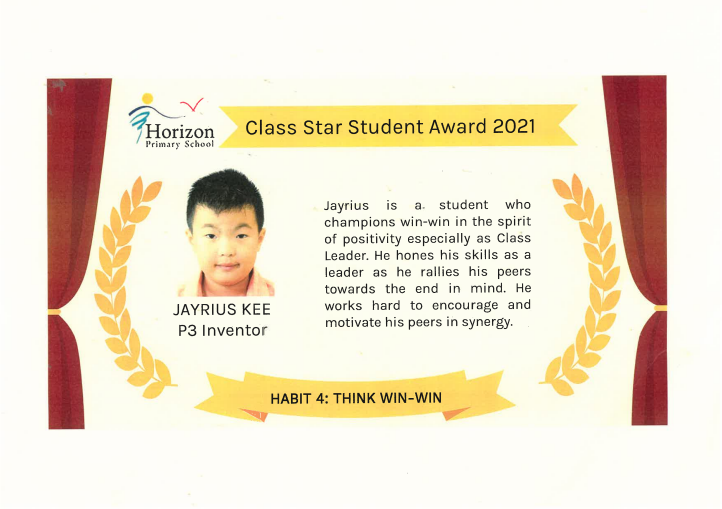 Horizon
Primary School
Class Star Student Award 2021
Jayrius is a student who
champions win-win in the spirit
of positivity especially as Class
Leader. He hones his skills as a
leader as he rallies his peers
towards the end in mind. He
works hard to encourage and
motivate his peers in synergy.
JAYRIUS KEE
P3 Inventor
HABIT 4: THINK WIN-WIN